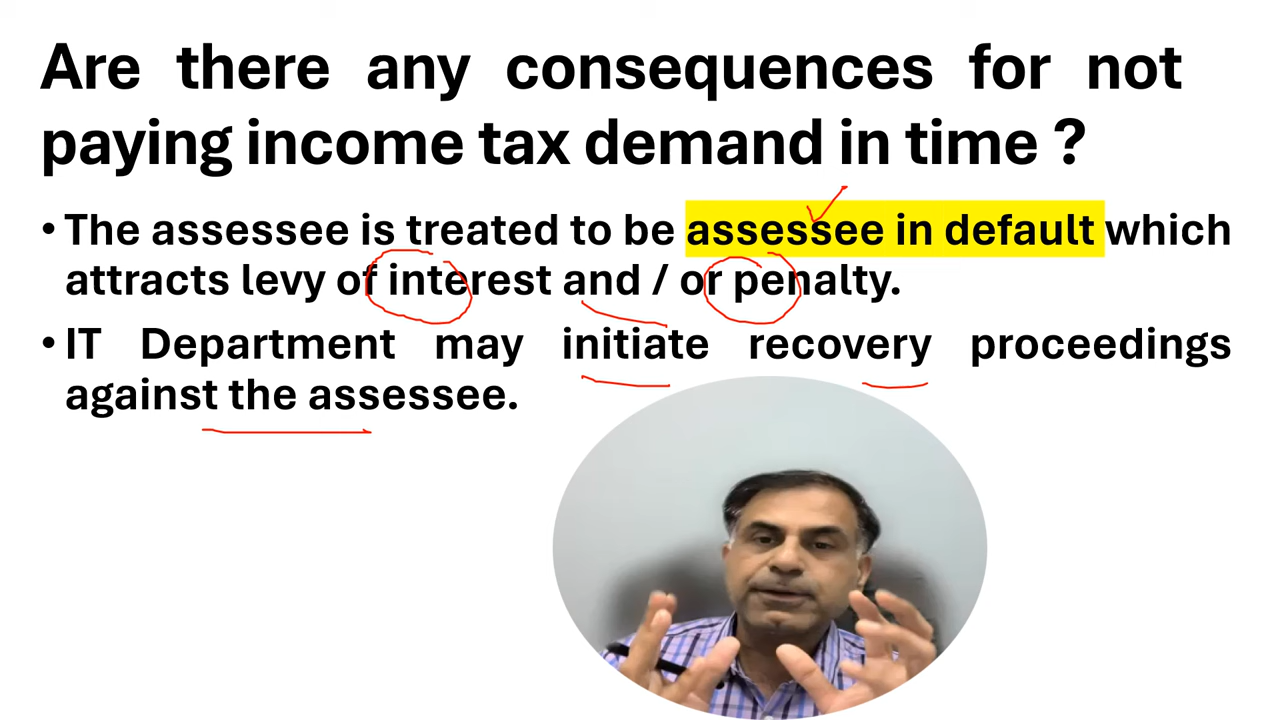 Are there any consequences for not
paying income tax demand in time ?
• The assessee is treated to be assessee in default which
attracts levy of interest and / or penalty.
• IT Department may initiate recovery proceedings
against the assessee.